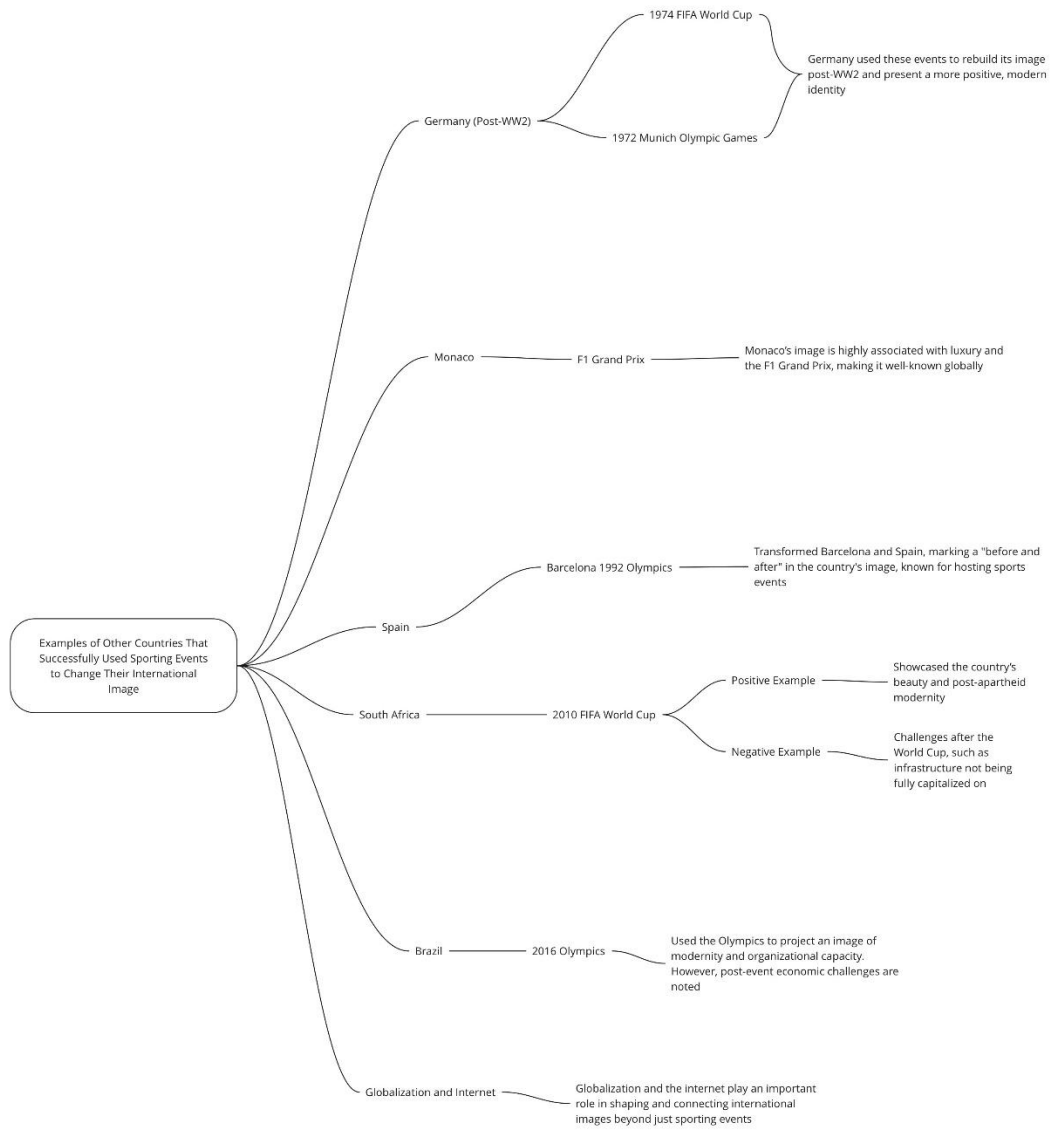 1974 FIFA World Cup
Germany used these events to rebuild its image
post-WW2 and present a more positive, modern
identity
Germany (Post-WW2)
1972 Munich Olympic Games
Monaco
F1 Grand Prix
Monaco's image is highly associated with luxury and
the F1 Grand Prix, making it well-known globally
Barcelona 1992 Olympics
Transformed Barcelona and Spain, marking a "before and
after" in the country's image, known for hosting sports
events
Spain
Examples of Other Countries That
Successfully Used Sporting Events
to Change Their International
Image
South Africa
2010 FIFA World Cup
Positive Example
Showcased the country's
beauty and post-apartheid
modernity
Negative Example
Challenges after the
World Cup, such as
infrastructure not being
fully capitalized on
Brazil
2016 Olympics
Used the Olympics to project an image of
modernity and organizational capacity.
However, post-event economic challenges are
noted
Globalization and Internet
Globalization and the internet play an important
role in shaping and connecting international
images beyond just sporting events